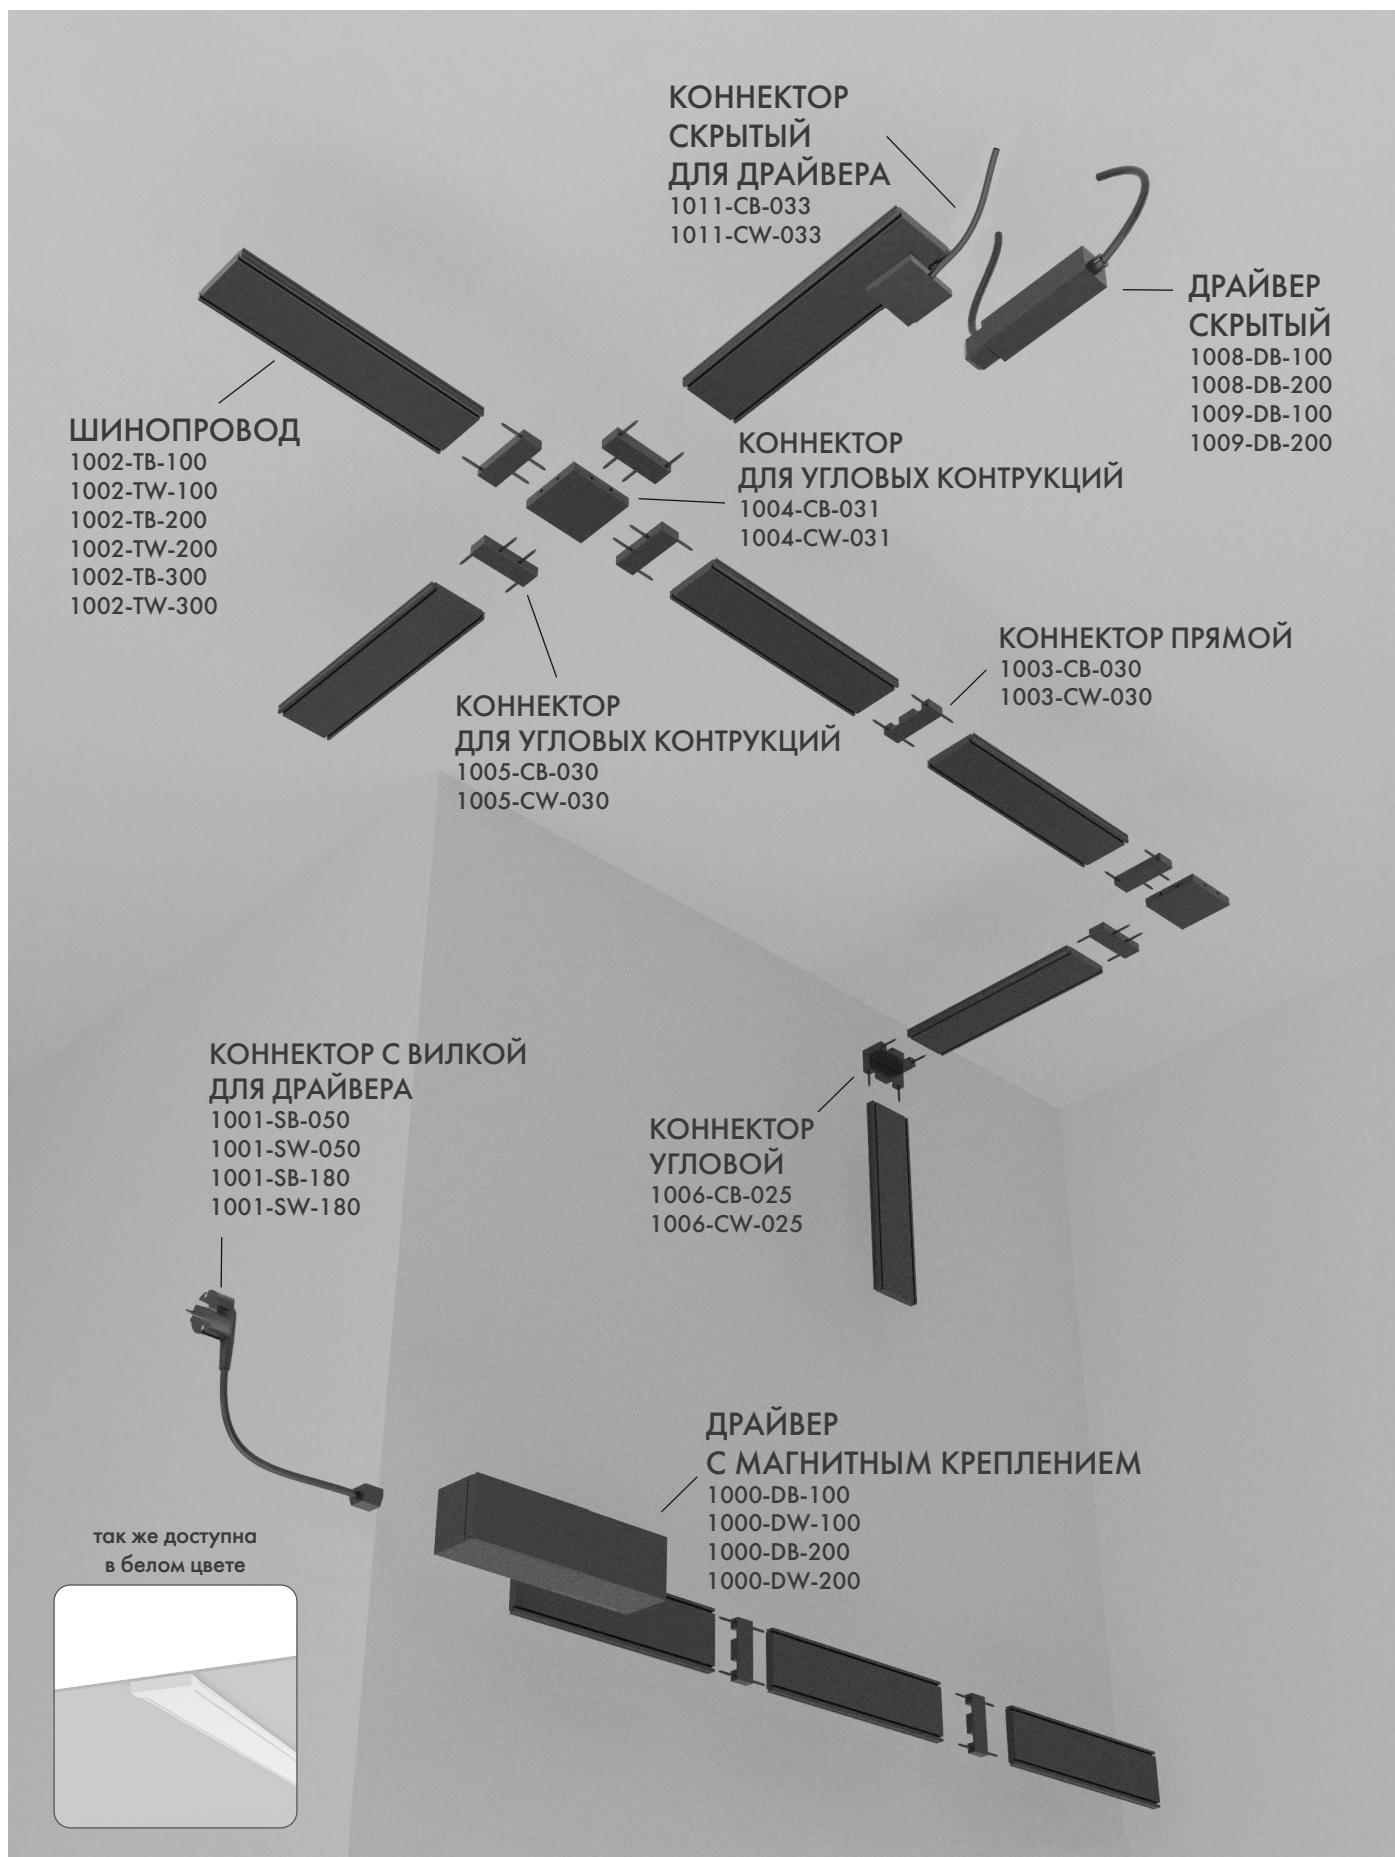 КОННЕКТОР
СКРЫТЫЙ
ДЛЯ ДРАЙВЕРА
1011-CB-033
1011-CW-033
ДРАЙВЕР
СКРЫТЫЙ
1008-DB-100
1008-DB-200
1009-DB-100
1009-DB-200
ШИНОПРОВОД
1002-TB-100
1002-TW-100
1002-TB-200
1002-TW-200
1002-TB-300
1002-TW-300
КОННЕКТОР
ДЛЯ УГЛОВЫХ КОНТРУКЦИЙ
1004-CB-031
1004-CW-031
КОННЕКТОР ПРЯМОЙ
1003-CB-030
1003-CW-030
КОННЕКТОР
ДЛЯ УГЛОВЫХ КОНТРУКЦИЙ
1005-CB-030
1005-CW-030
КОННЕКТОР С ВИЛКОЙ
ДЛЯ ДРАЙВЕРА
1001-SB-050
1001-SW-050
1001-SB-180
1001-SW-180
КОННЕКТОР
УГЛОВОЙ
1006-CB-025
1006-CW-025
ДРАЙВЕР
С МАГНИТНЫМ КРЕПЛЕНИЕМ
1000-DB-100
1000-DW-100
1000-DB-200
1000-DW-200
так же доступна
в белом цвете